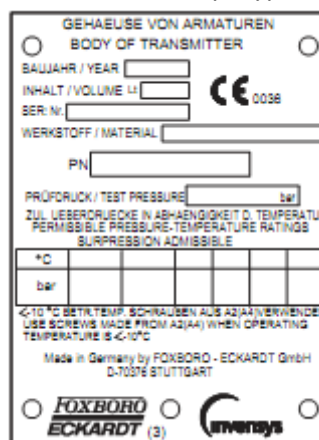 GEHAEUSE VON ARMATUREN
BODY OF TRANSMITTER
BAUJAHR / YEAR
INHALT / VOLUME Lt
CE 0036
SER. Nr.
WERKSTOFF / MATERIAL
PN
PRÜFDRUCK / TEST PRESSURE bar
ZUL. UEBERDRUECKE IN ABHAENGIGKEIT D. TEMPERATU
PERMISSIBLE PRESSURE-TEMPERATURE RATINGS
SURPRESSION ADMISSIBLE
°C
bar
<-10 °C BETR.TEMP. SCHRAUBEN AUS A2(A4)VERWENDE
USE SCREWS MADE FROM A2(A4) WHEN OPERATING
TEMPERATURE IS <-10°C
Made in Germany by FOXBORO - ECKARDT GmbH
D-70376 STUTTGART
FOXBORO
ECKARDT (3)
invensys